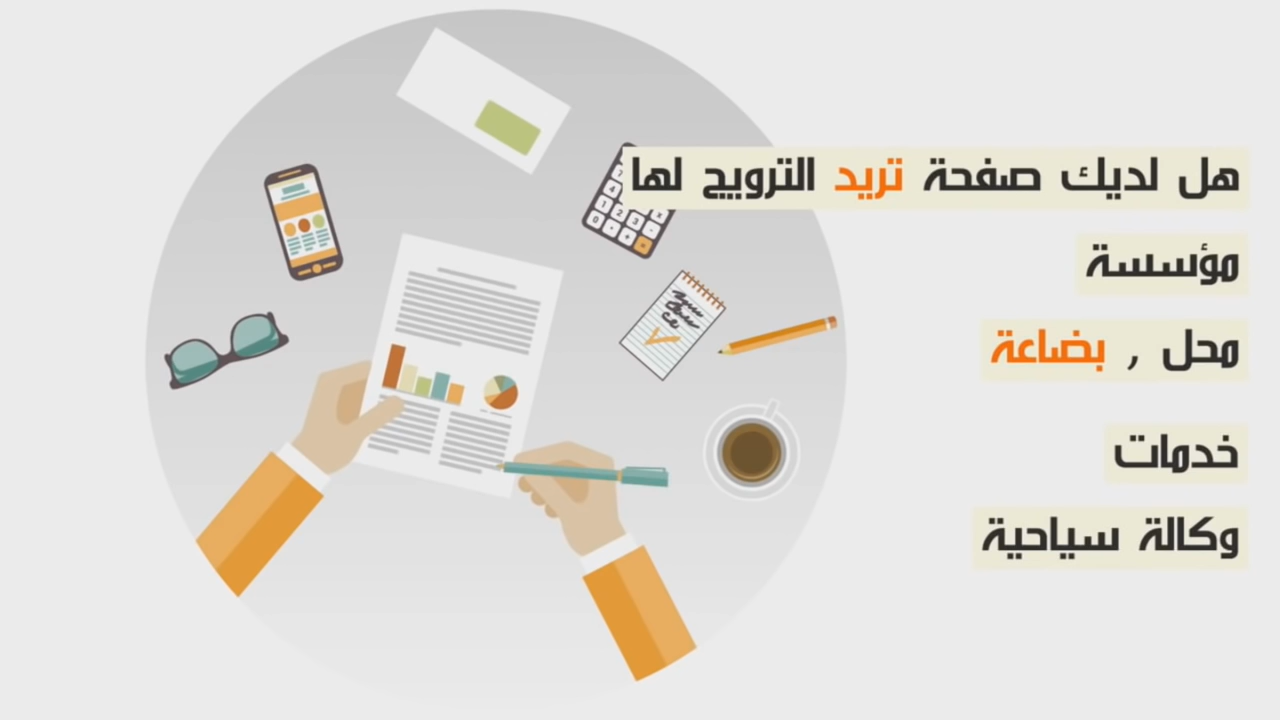 هل لديك صفحة تريد الترويج لها
مؤسسة
محل , بضاعة
خدمات
وكالة سياحية